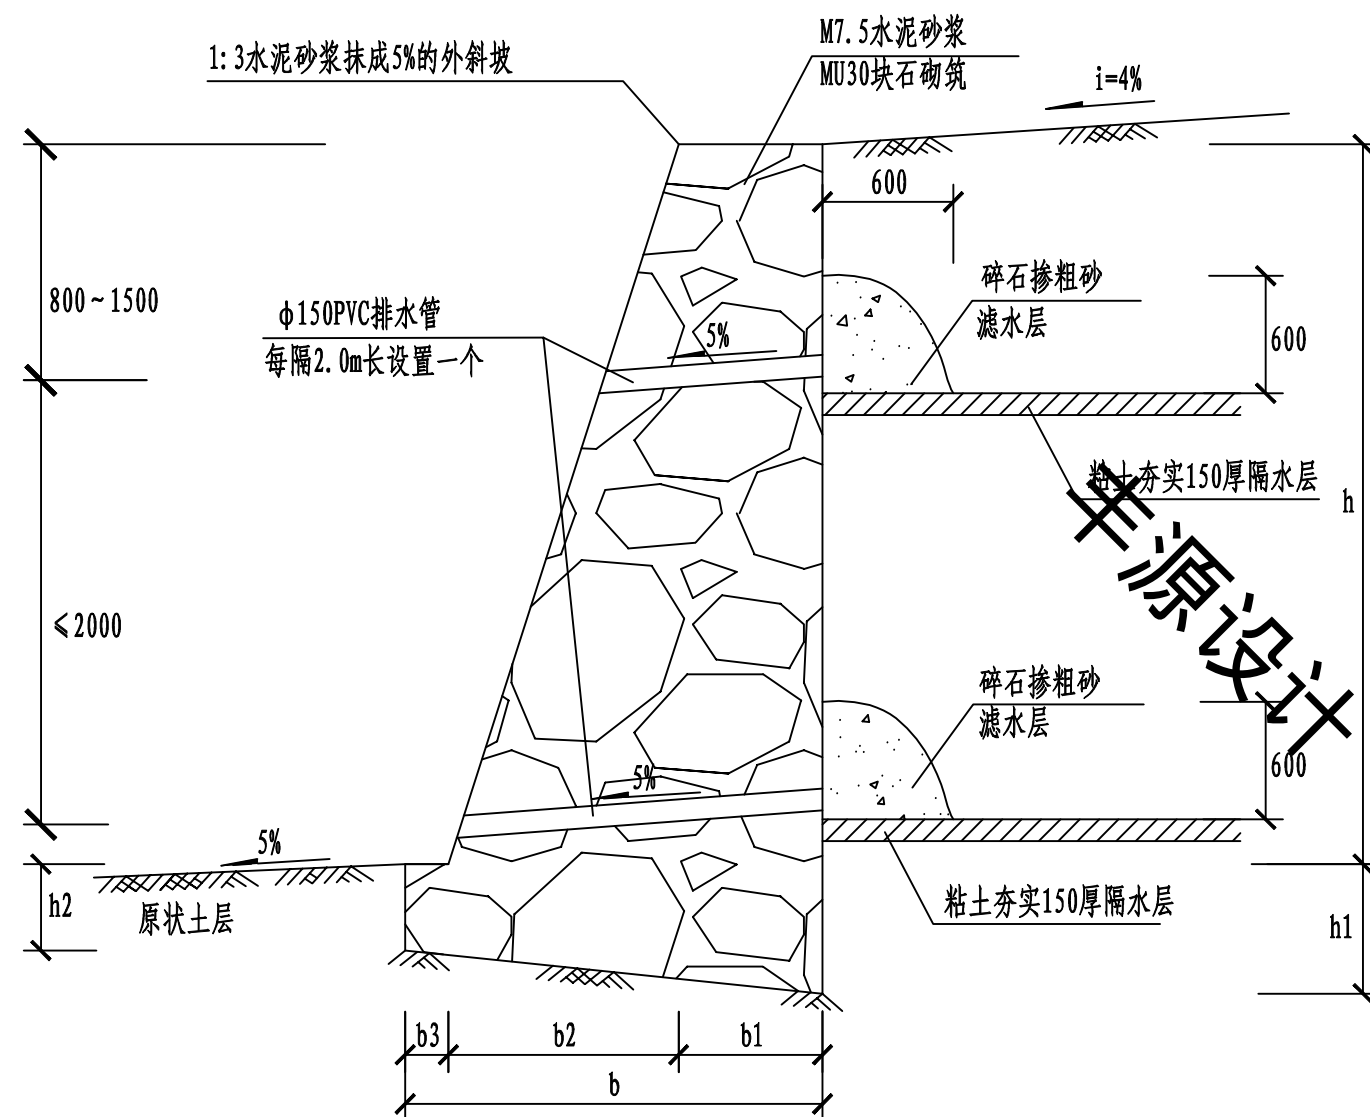 M7.5水泥砂浆
MU30块石砌筑
1:3水泥砂浆抹成5%的外斜坡
i=4%
600
碎石掺粗砂
滤水层
800~1500
φ150PVC排水管
每隔2.0m长设置一个
5%
600
粘土夯实150厚隔水层
h
丰源设计
≤2000
碎石掺粗砂
滤水层
600
5%
5%
h2
原状土层
粘土夯实150厚隔水层
h1
b3
b2
b1
b